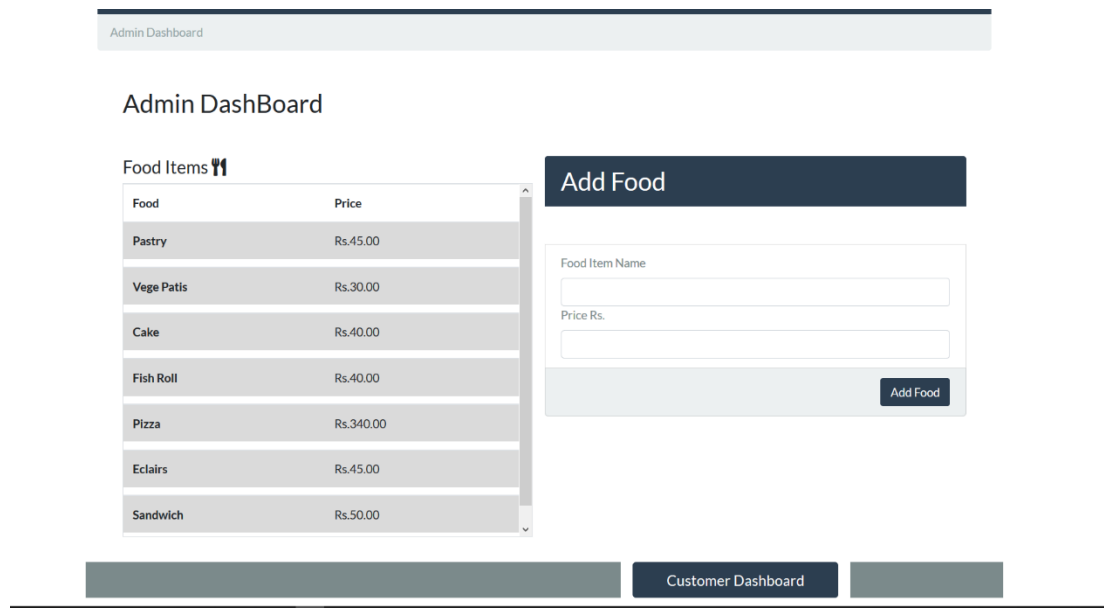 Admin Dashboard
Admin DashBoard
Food Items
Food Price
Pastry Rs.45.00
Vege Patis Rs.30.00
Cake Rs.40.00
Fish Roll Rs.40.00
Pizza Rs.340.00
Eclairs Rs.45.00
Sandwich Rs.50.00
Add Food
Food Item Name
Price Rs.
Add Food
Customer Dashboard